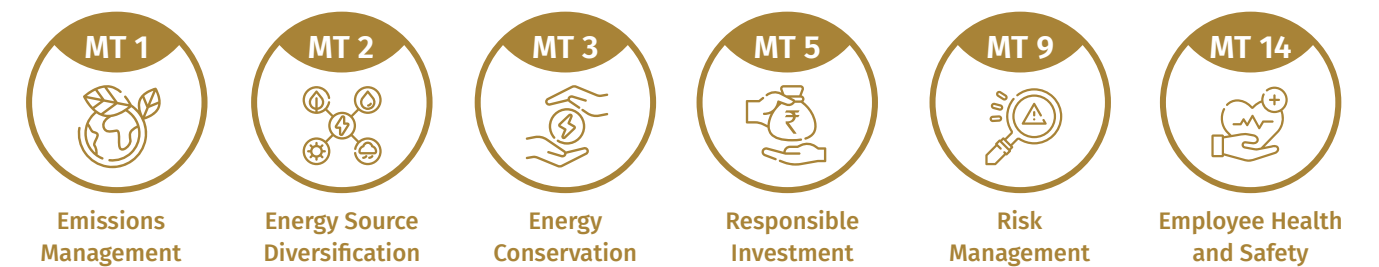 MT 1
MT 2
MT 3
MT 5
MT 9
MT 14
₹
Emissions
Management
Energy Source
Diversification
Energy
Conservation
Responsible
Investment
Risk
Management
Employee Health
and Safety